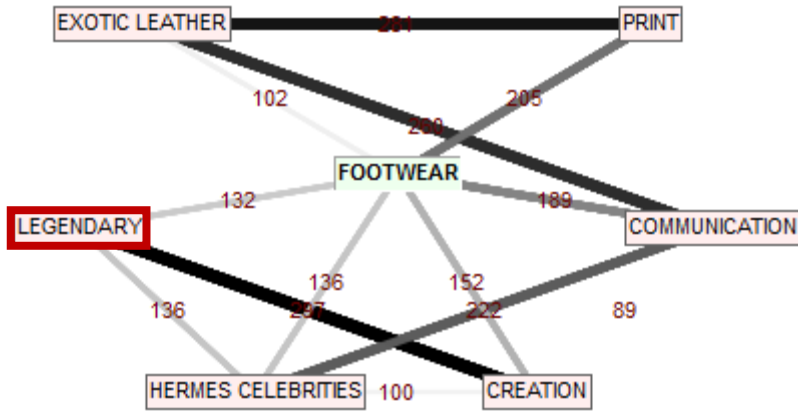 EXOTIC LEATHER PRINT
102 205
FOOTWEAR
132 189
LEGENDARY COMMUNICATION
136 152
136 222 89
HERMES CELEBRITIES 100 CREATION